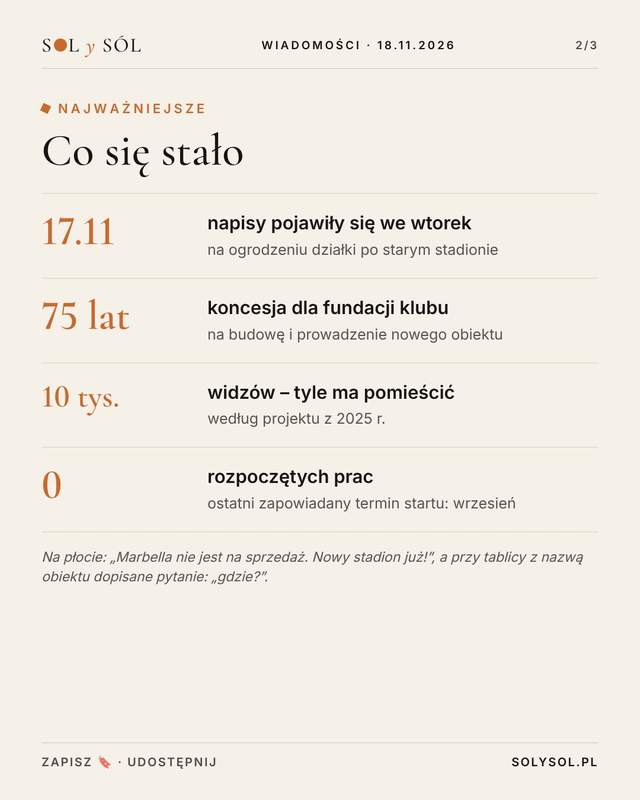 SOL y SÓL
WIADOMOŚCI · 18.11.2026
2/3
NAJWAŻNIEJSZE
Co się stało
17.11
napisy pojawiły się we wtorek
na ogrodzeniu działki po starym stadionie
75 lat
koncesja dla fundacji klubu
na budowę i prowadzenie nowego obiektu
10 tys.
widzów – tyle ma pomieścić
według projektu z 2025 r.
0
rozpoczętych prac
ostatni zapowiadany termin startu: wrzesień
Na płocie: „Marbella nie jest na sprzedaż. Nowy stadion już!”, a przy tablicy z nazwą
obiektu dopisane pytanie: „gdzie?”.
ZAPISZ 🔖 · UDOSTĘPNIJ
SOLYSOL.PL